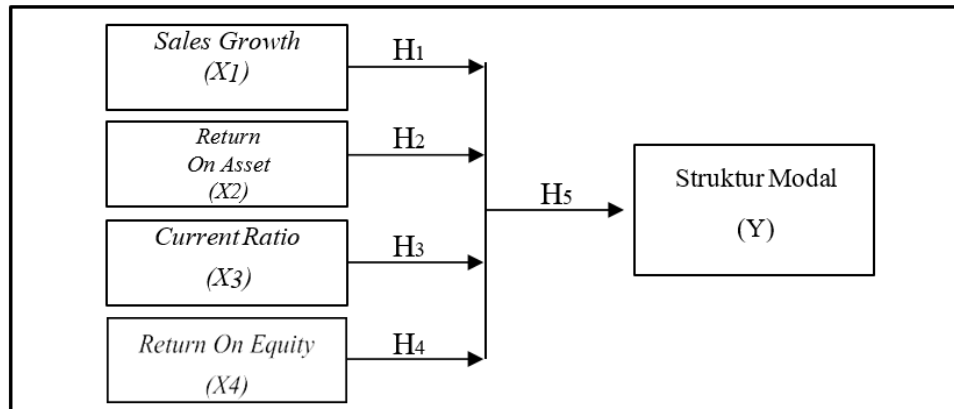 Sales Growth
(X1)
H1
Return
On Asset
(X2)
H2
Current Ratio
(X3)
H3
Return On Equity
(X4)
H4
H5
Struktur Modal
(Y)